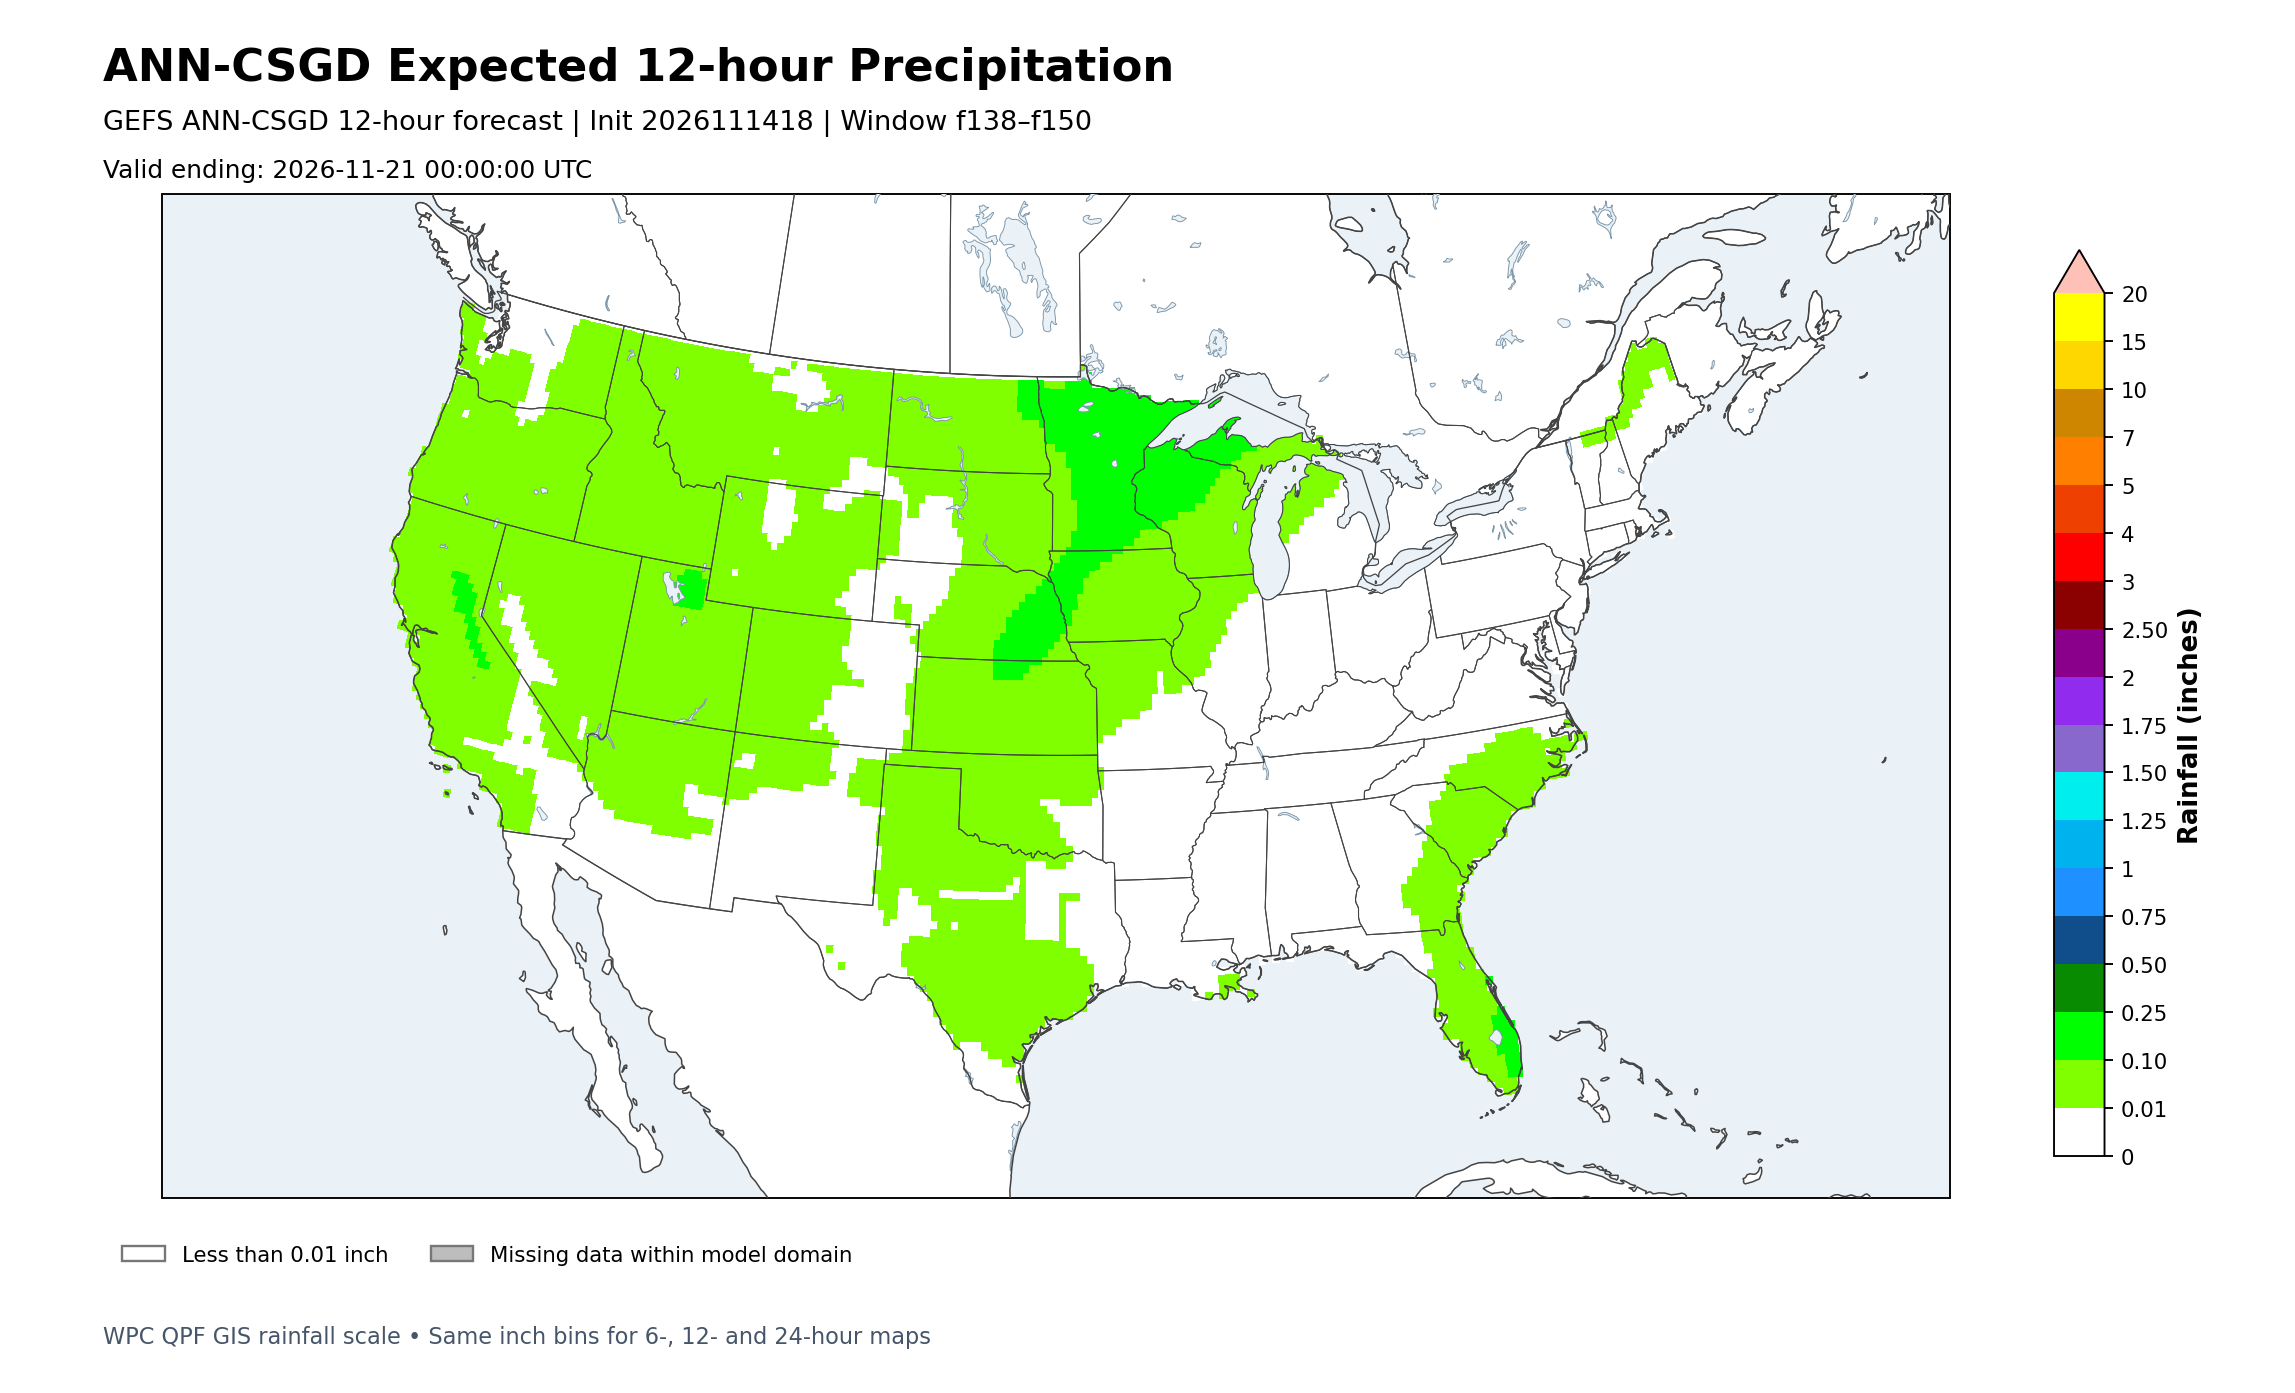 ANN-CSGD Expected 12-hour Precipitation
GEFS ANN-CSGD 12-hour forecast | Init 2026111418 | Window f138–f150
Valid ending: 2026-11-21 00:00:00 UTC
20
15
10
7
5
4
3
2.50
2
1.75
1.50
1.25
1
0.75
0.50
0.25
0.10
0.01
0
Rainfall (inches)
Less than 0.01 inch
Missing data within model domain
WPC QPF GIS rainfall scale • Same inch bins for 6-, 12- and 24-hour maps